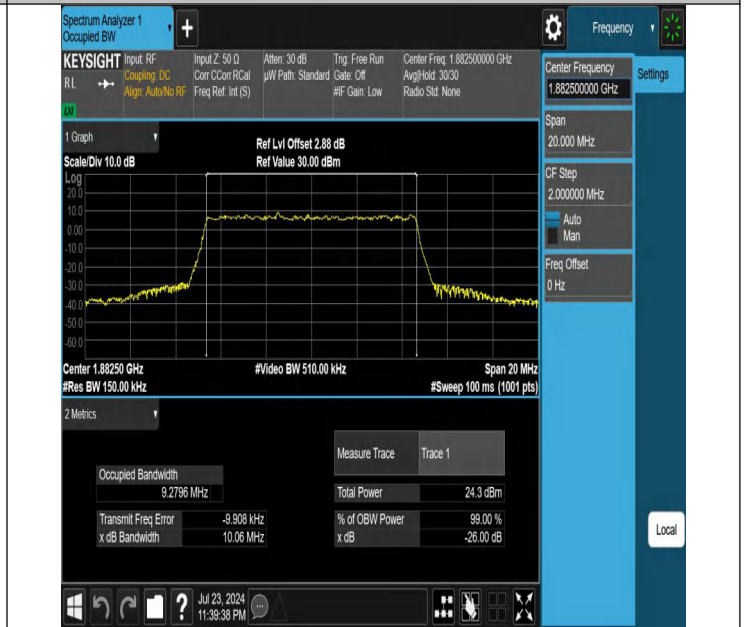 Spectrum Analyzer 1
Occupied BW
+
Frequency
KEYSIGHT
RL
Input: RF
Coupling: DC
Align: Auto/No RF
Input Z: 50 Ω
Corr CCorr RCal
Freq Ref: Int (S)
Atten: 30 dB
µW Path: Standard
Trig: Free Run
Gate: Off
#IF Gain: Low
Center Freq: 1.882500000 GHz
Avg|Hold: 30/30
Radio Std: None
Center Frequency
1.882500000 GHz
Settings
Span
20.000 MHz
CF Step
2.000000 MHz
Auto
Man
Freq Offset
0 Hz
1 Graph
Scale/Div 10.0 dB
Ref Lvl Offset 2.88 dB
Ref Value 30.00 dBm
Log
20.0
10.0
0.00
-10.0
-20.0
-30.0
-40.0
-50.0
-60.0
Center 1.88250 GHz
#Video BW 510.00 kHz
Span 20 MHz
#Res BW 150.00 kHz
#Sweep 100 ms (1001 pts)
2 Metrics
Measure Trace
Trace 1
Occupied Bandwidth
9.2796 MHz
Total Power
24.3 dBm
Transmit Freq Error
-9.908 kHz
% of OBW Power
99.00 %
x dB Bandwidth
10.06 MHz
x dB
-26.00 dB
Local
?
Jul 23, 2024
11:39:38 PM